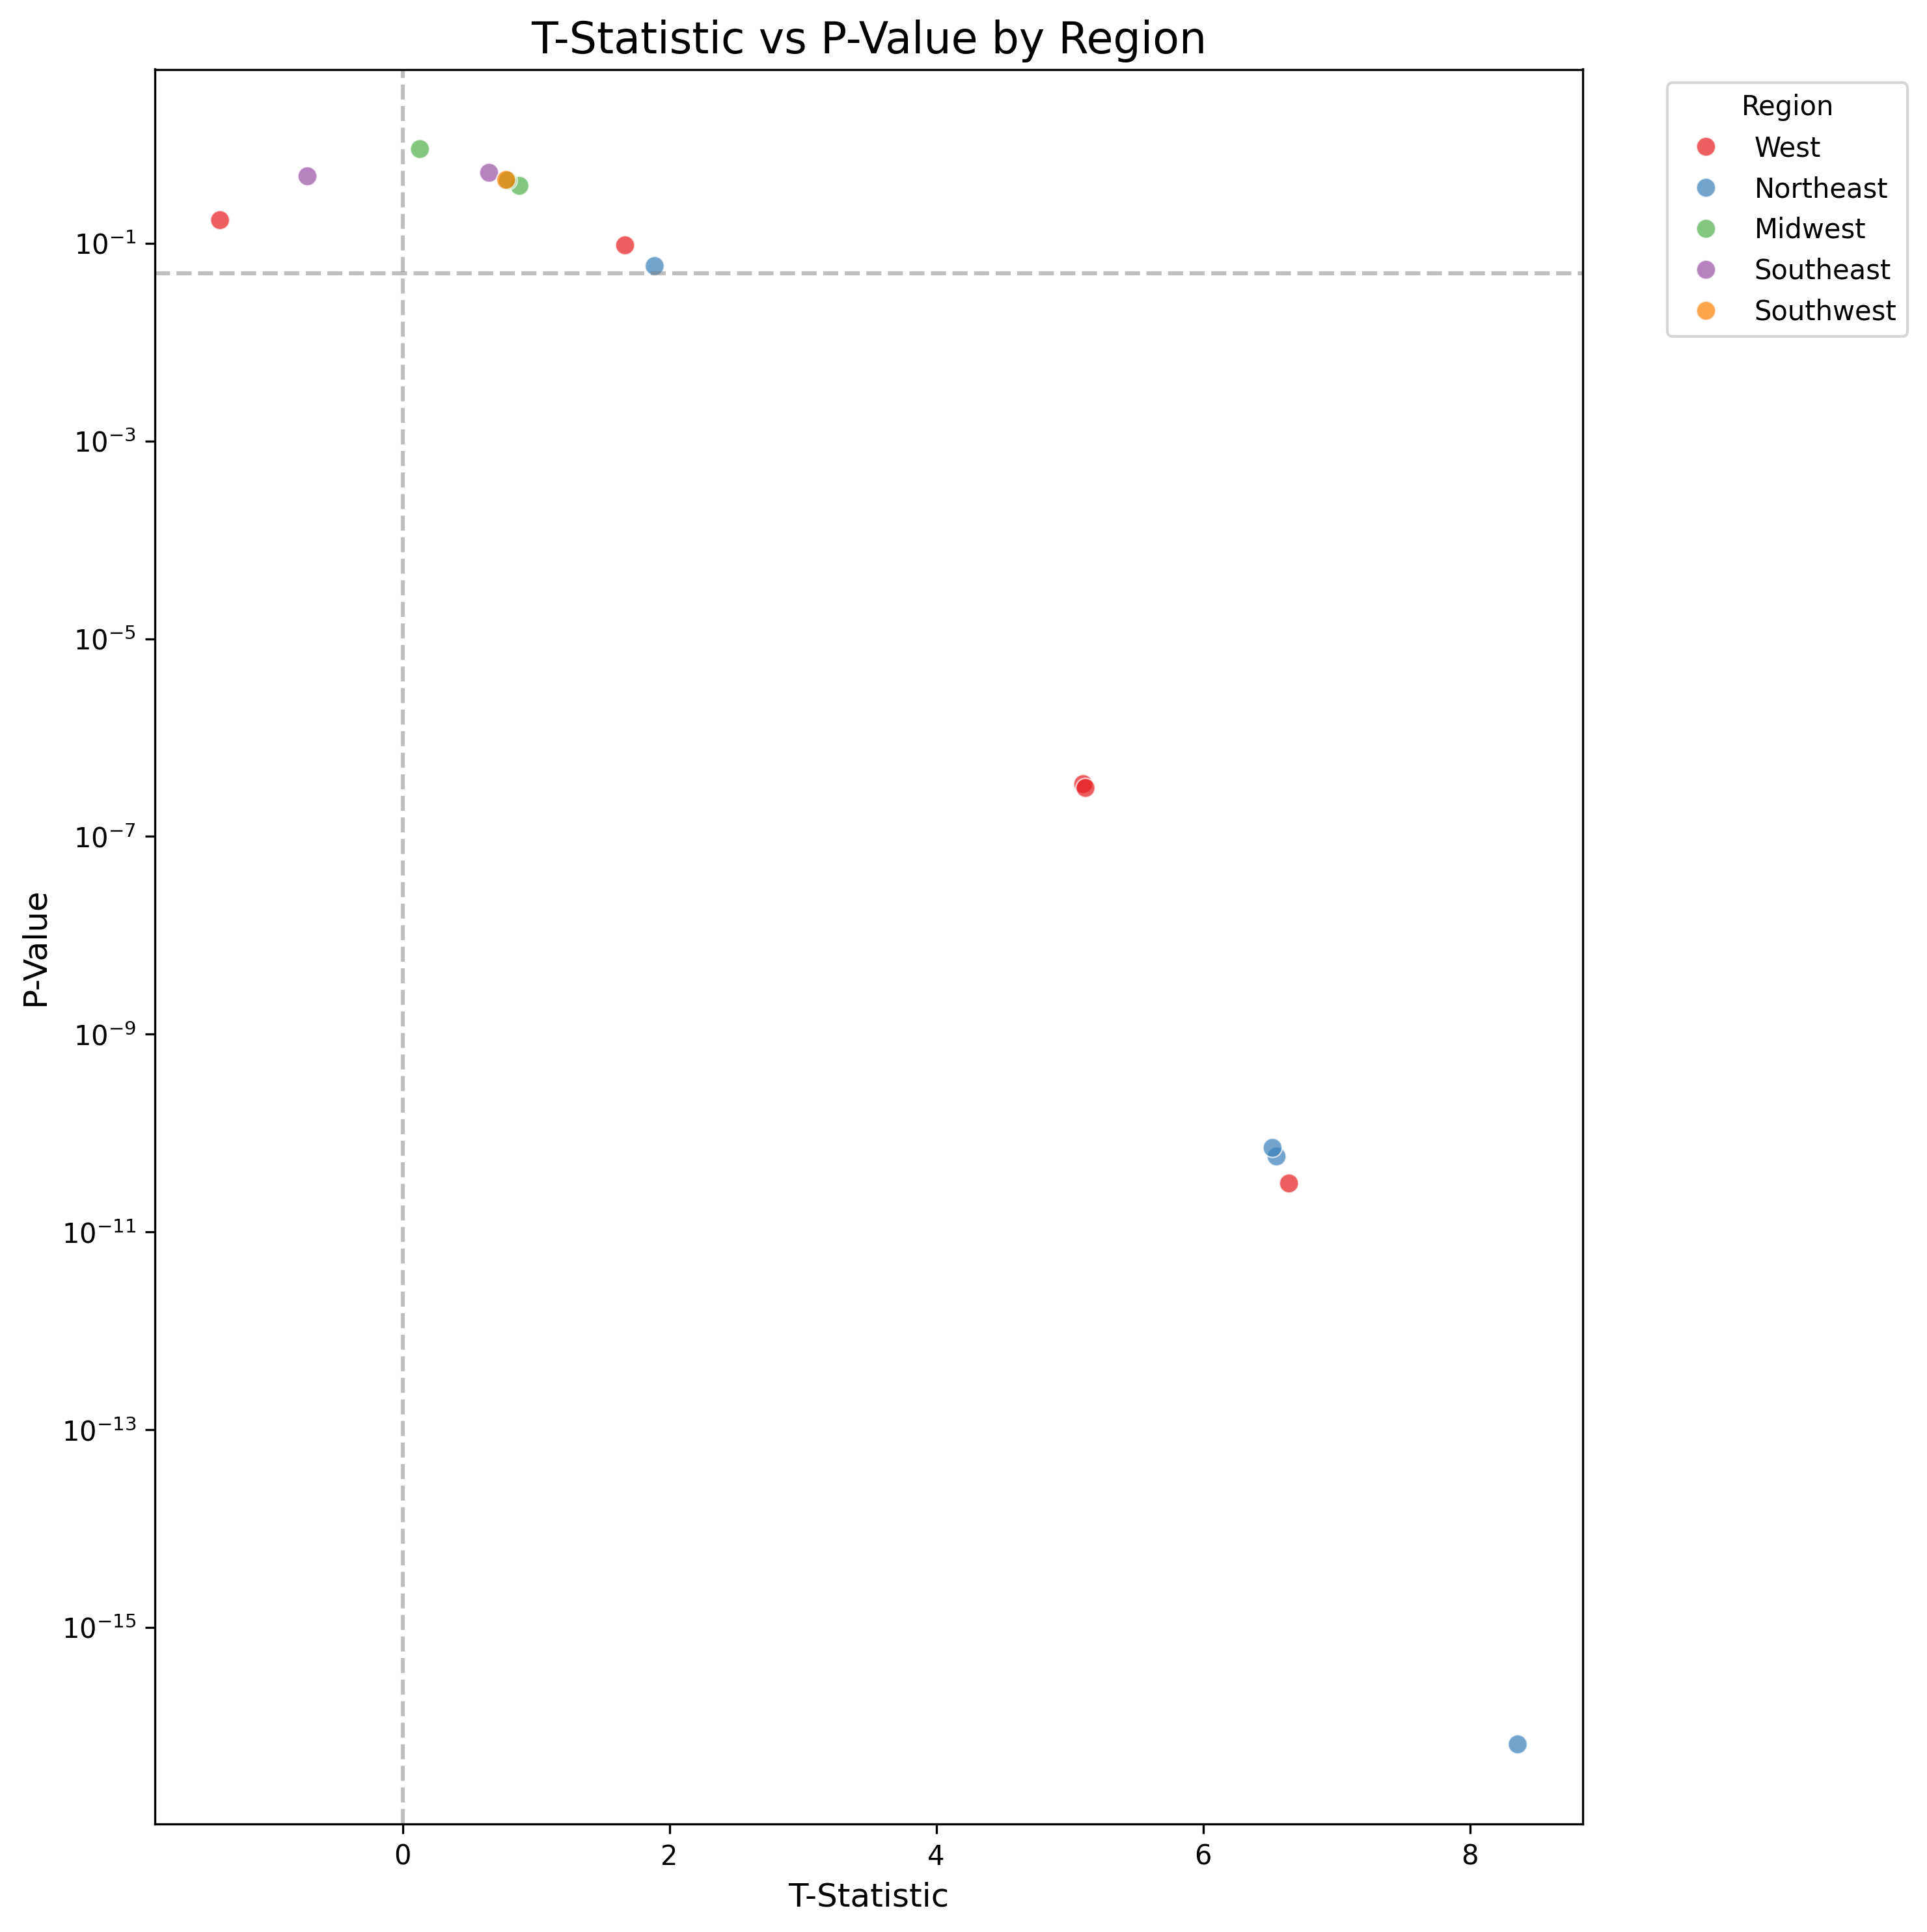 T-Statistic vs P-Value by Region
Region
West
Northeast
Midwest
Southeast
Southwest
P-Value
10⁻¹
10⁻³
10⁻⁵
10⁻⁷
10⁻⁹
10⁻¹¹
10⁻¹³
10⁻¹⁵
0 2 4 6 8
T-Statistic